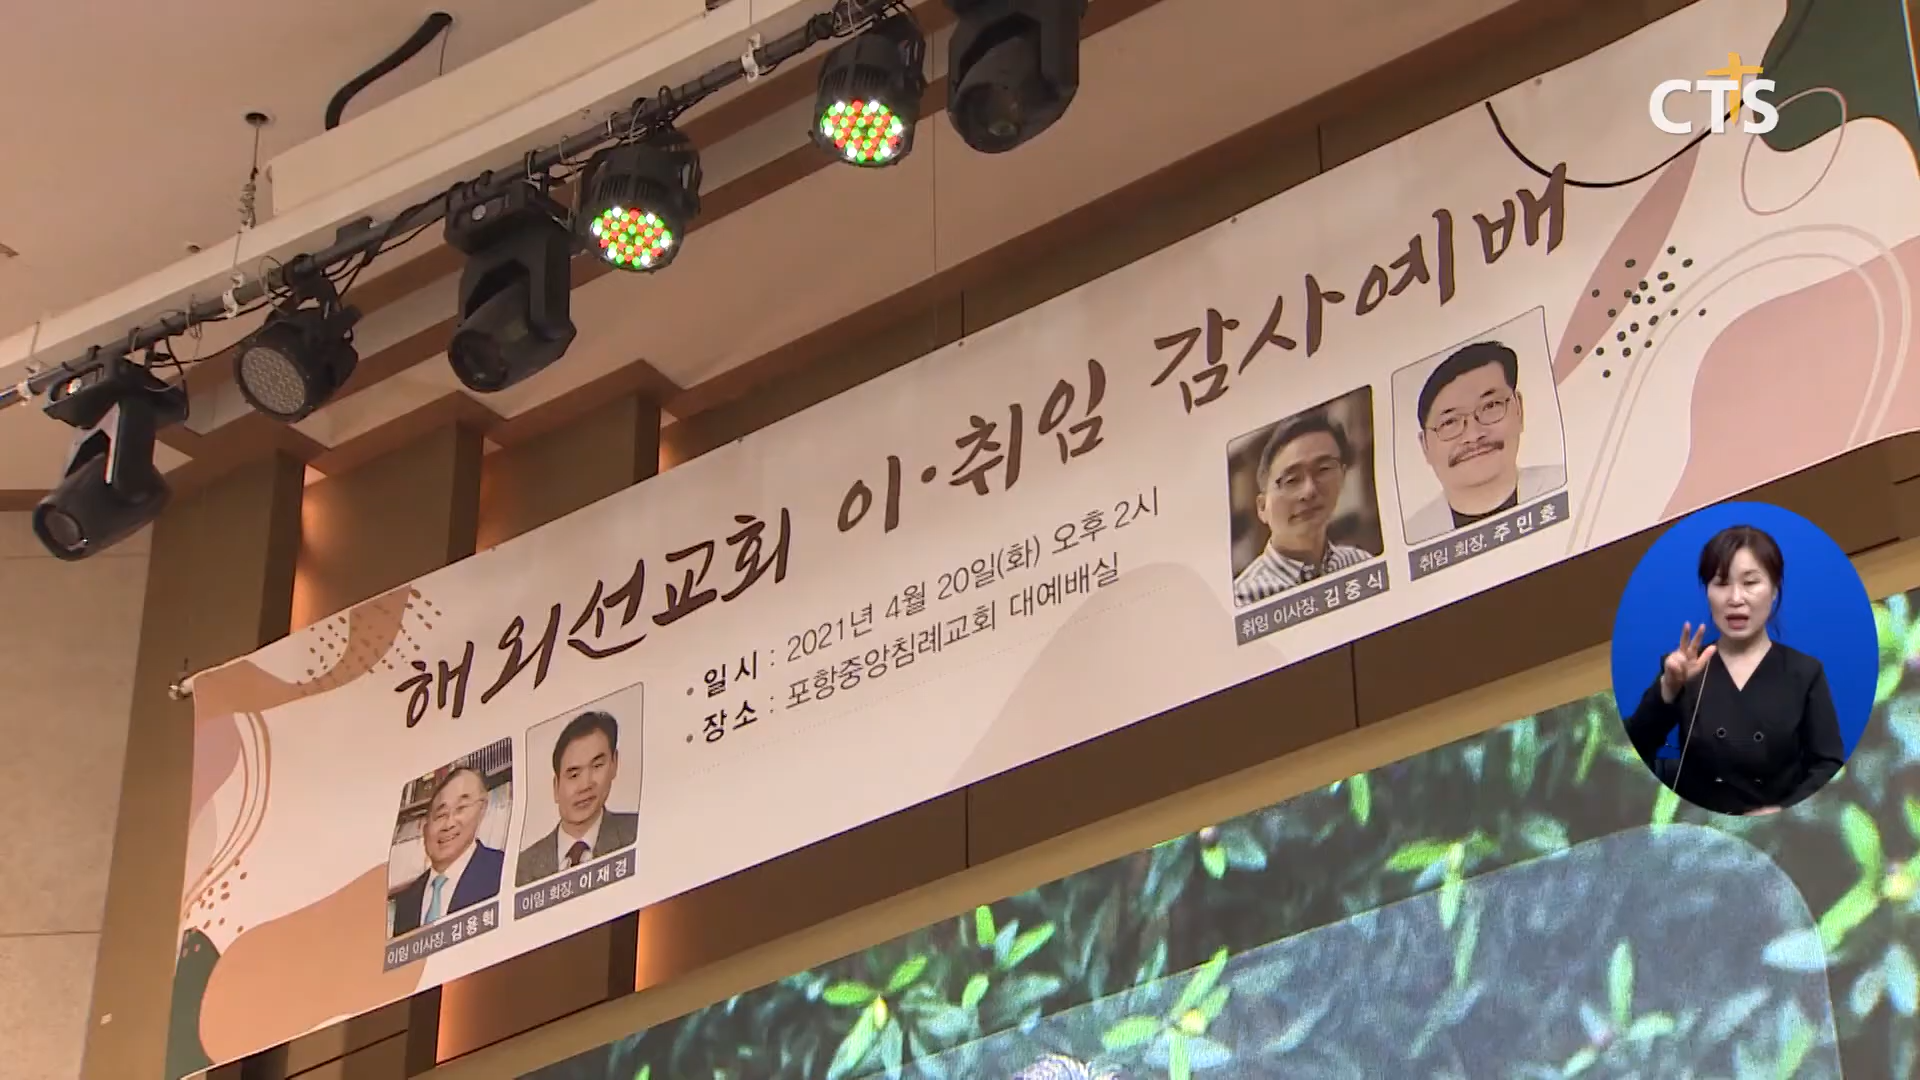 CTS
해외선교회 이·취임 감사예배
• 일시 : 2021년 4월 20일(화) 오후 2시
• 장소 : 포항중앙침례교회 대예배실
이임 이사장. 김용혁
이임 회장. 이재경
취임 이사장. 김중식
취임 회장. 주민호